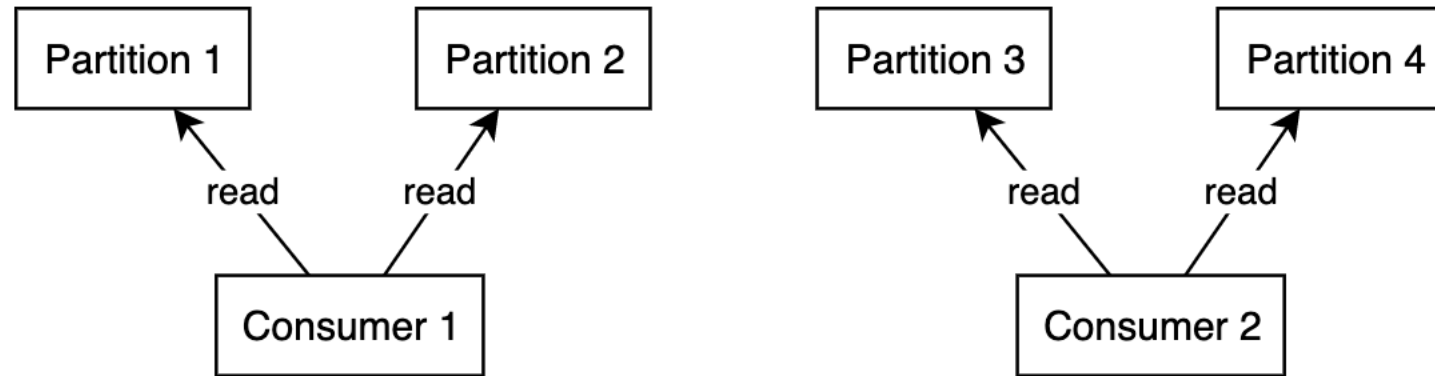 Partition 1
Partition 2
Partition 3
Partition 4
read
read
read
read
Consumer 1
Consumer 2